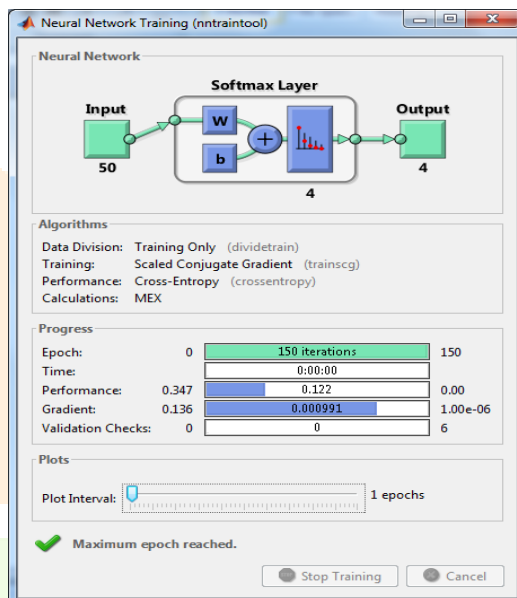 Neural Network Training (nntraintool)
Neural Network
Softmax Layer
Input
Output
W
b
+
50
4
4
Algorithms
Data Division: Training Only (dividetrain)
Training: Scaled Conjugate Gradient (trainscg)
Performance: Cross-Entropy (crossentropy)
Calculations: MEX
Progress
Epoch: 0 150 iterations 150
Time: 0:00:00
Performance: 0.347 0.122 0.00
Gradient: 0.136 0.000991 1.00e-06
Validation Checks: 0 0 6
Plots
Plot Interval: 1 epochs
Maximum epoch reached.
Stop Training Cancel